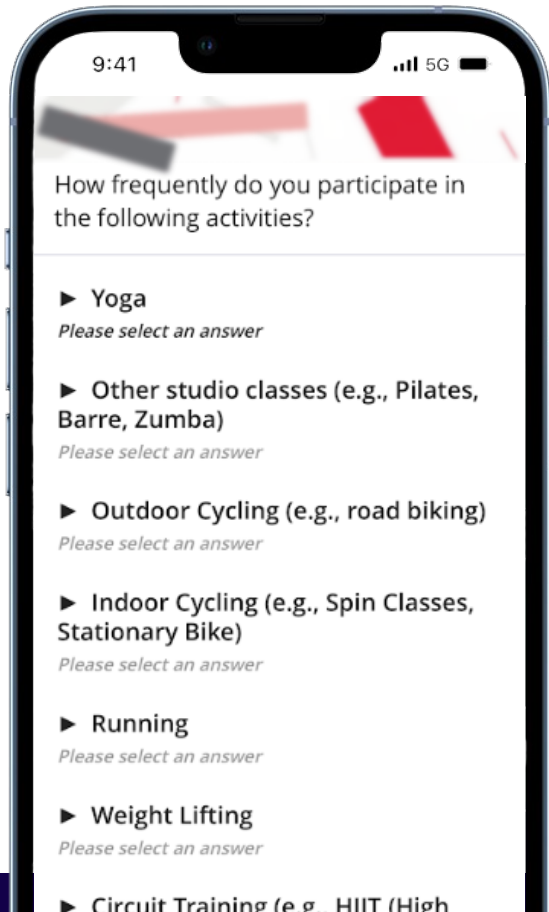 9:41
5G
How frequently do you participate in
the following activities?
► Yoga
Please select an answer
► Other studio classes (e.g., Pilates,
Barre, Zumba)
Please select an answer
► Outdoor Cycling (e.g., road biking)
Please select an answer
► Indoor Cycling (e.g., Spin Classes,
Stationary Bike)
Please select an answer
► Running
Please select an answer
► Weight Lifting
Please select an answer
► Circuit Training (e.g., HIIT (High